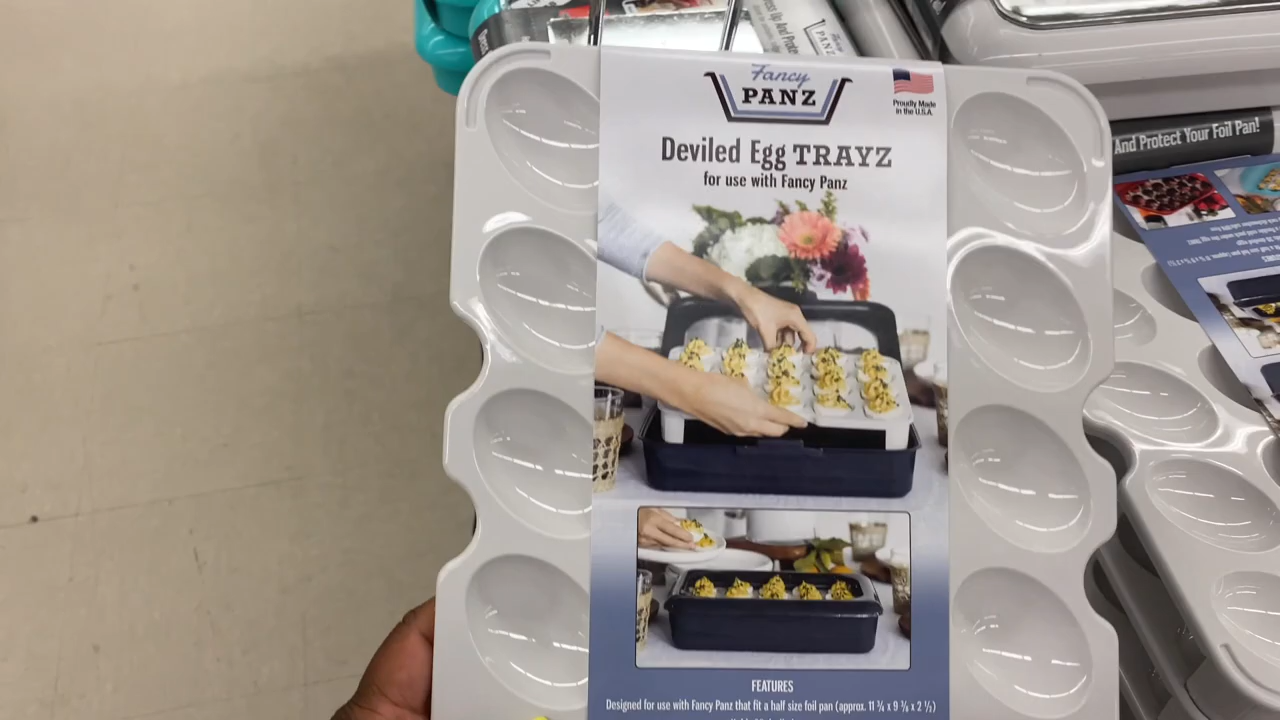 Fancy
PANZ
Proudly Made
in the U.S.A.
Deviled Egg TRAYZ
for use with Fancy Panz
FEATURES
Designed for use with Fancy Panz that fit a half size foil pan (approx. 11 ¾ x 9 ⅜ x 2 ½)
And Protect Your Foil Pan!
PANZ
FEATURES